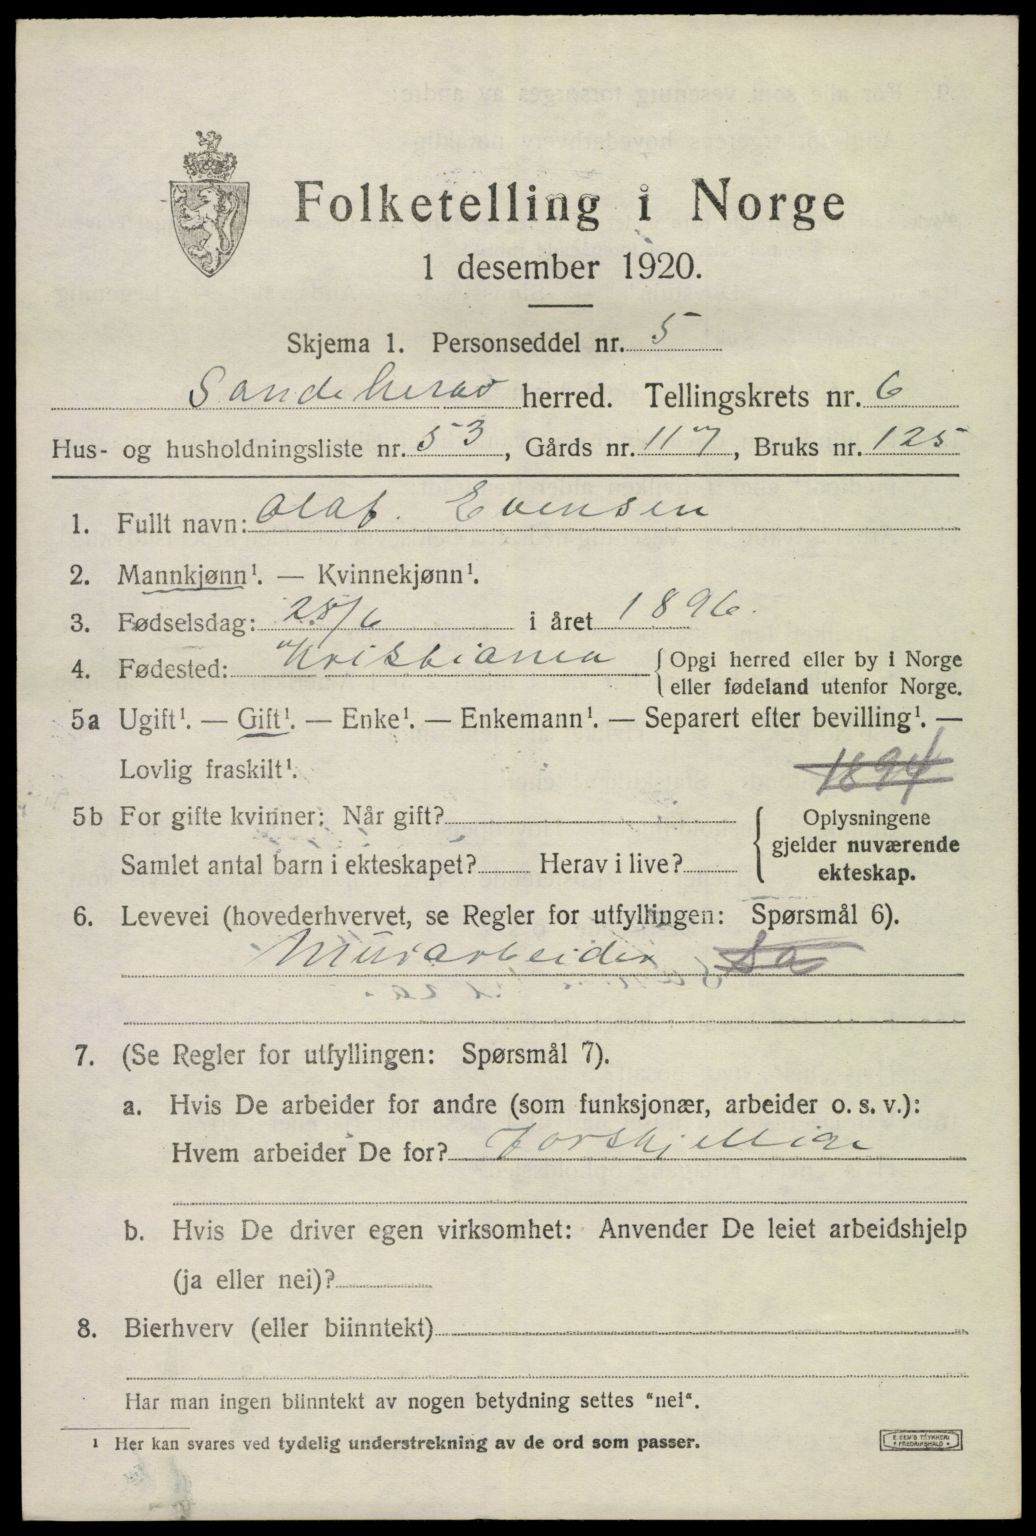 Folketelling i Norge
1 desember 1920.
Skjema 1. Personseddel nr. 5
Sandeherad herred. Tellingskrets nr. 6
Hus- og husholdningsliste nr. 53, Gårds nr. 117, Bruks nr. 125
1. Fullt navn: Olaf. Evensen
2. Mannkjønn¹. — Kvinnekjønn¹.
3. Fødselsdag: 28/6 i året 1896.
4. Fødested: Kristiania { Opgi herred eller by i Norge
eller fødeland utenfor Norge.
5a Ugift¹. — Gift¹. — Enke¹. — Enkemann¹. — Separert efter bevilling¹. —
Lovlig fraskilt¹. 1894
5b For gifte kvinner: Når gift? { Oplysningene
gjelder nuværende
Samlet antal barn i ekteskapet? Herav i live? ekteskap.
6. Levevei (hovederhvervet, se Regler for utfyllingen: Spørsmål 6).
Murarbeider Sa
7. (Se Regler for utfyllingen: Spørsmål 7).
a. Hvis De arbeider for andre (som funksjonær, arbeider o. s. v.):
Hvem arbeider De for? Forskjellige
b. Hvis De driver egen virksomhet: Anvender De leiet arbeidshjelp
(ja eller nei)?
8. Bierhverv (eller biinntekt)
Har man ingen biinntekt av nogen betydning settes "nei".
¹ Her kan svares ved tydelig understrekning av de ord som passer.
E. SEM'S TRYKKERI
FREDRIKSHALD